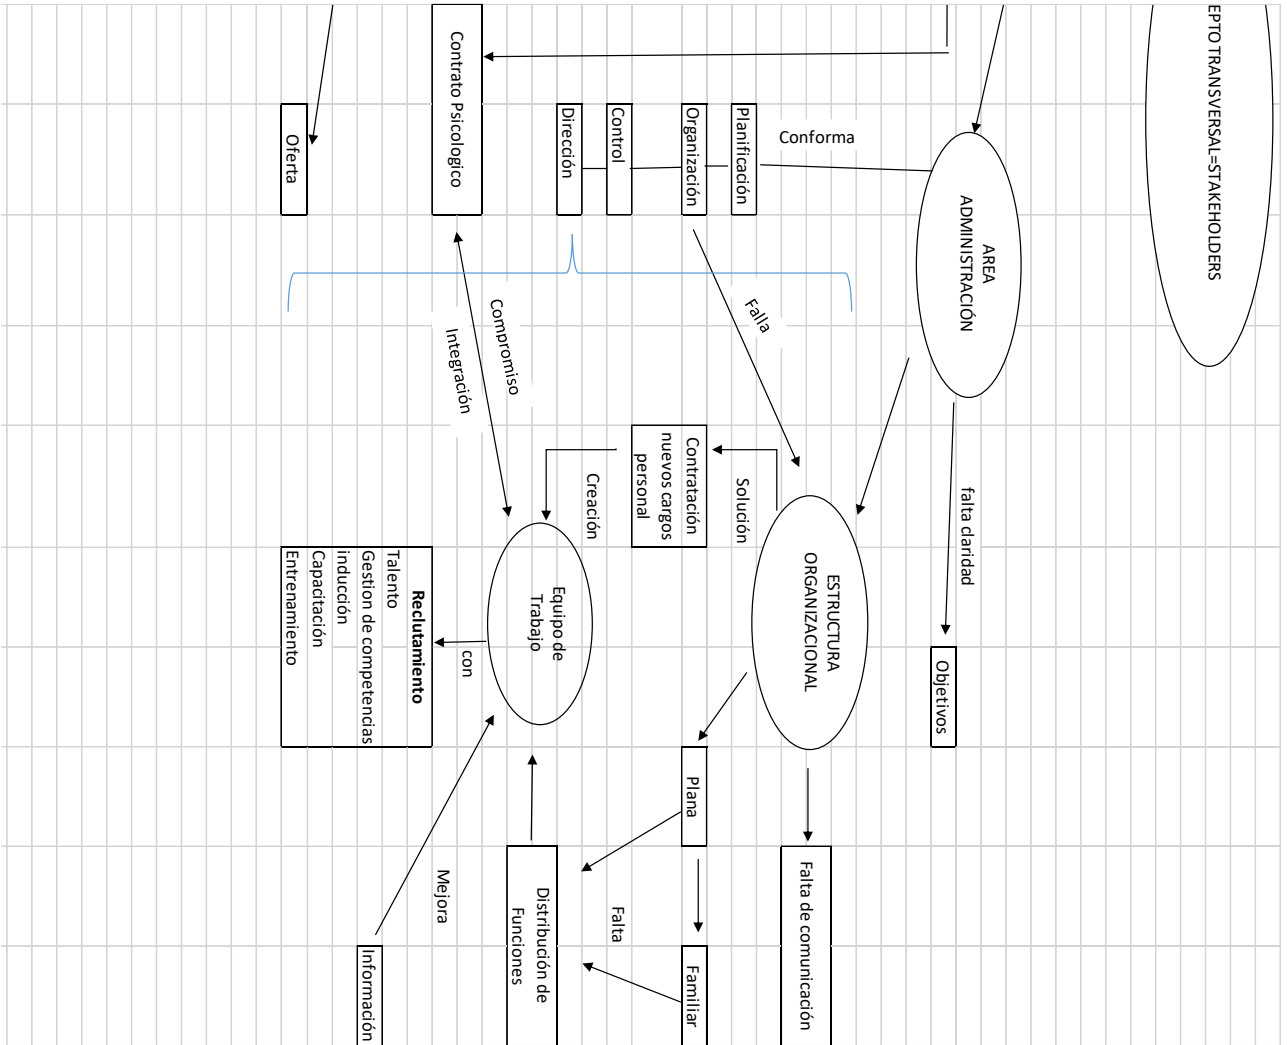 EPTO TRANSVERSAL=STAKEHOLDERS
AREA
ADMINISTRACIÓN
Conforma
Planificación
Organización
Control
Dirección
Contrato Psicologico
Oferta
falta claridad
Objetivos
Falla
ESTRUCTURA
ORGANIZACIONAL
Solución
Contratación
nuevos cargos
personal
Creación
Compromiso
Integración
Equipo de
Trabajo
con
Reclutamiento
Talento
Gestion de competencias
inducción
Capacitación
Entrenamiento
Plana
Falta de comunicación
Familiar
Falta
Distribución de
Funciones
Mejora
Información